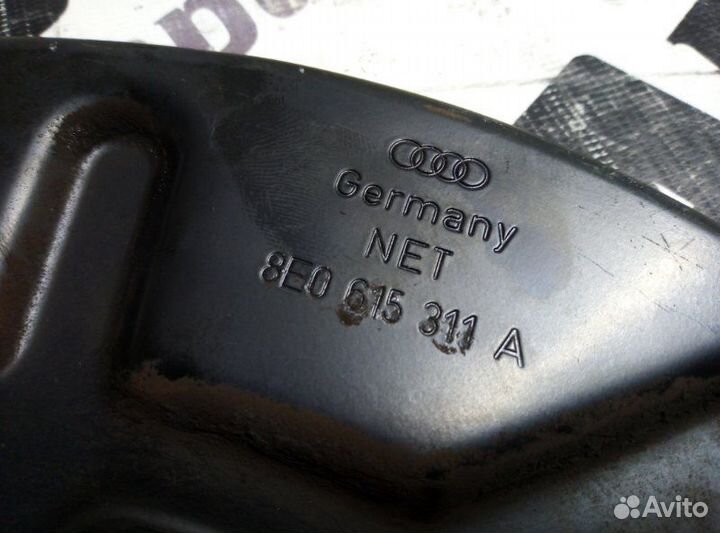 Germany
NET
8E0 615 311 A
Avito